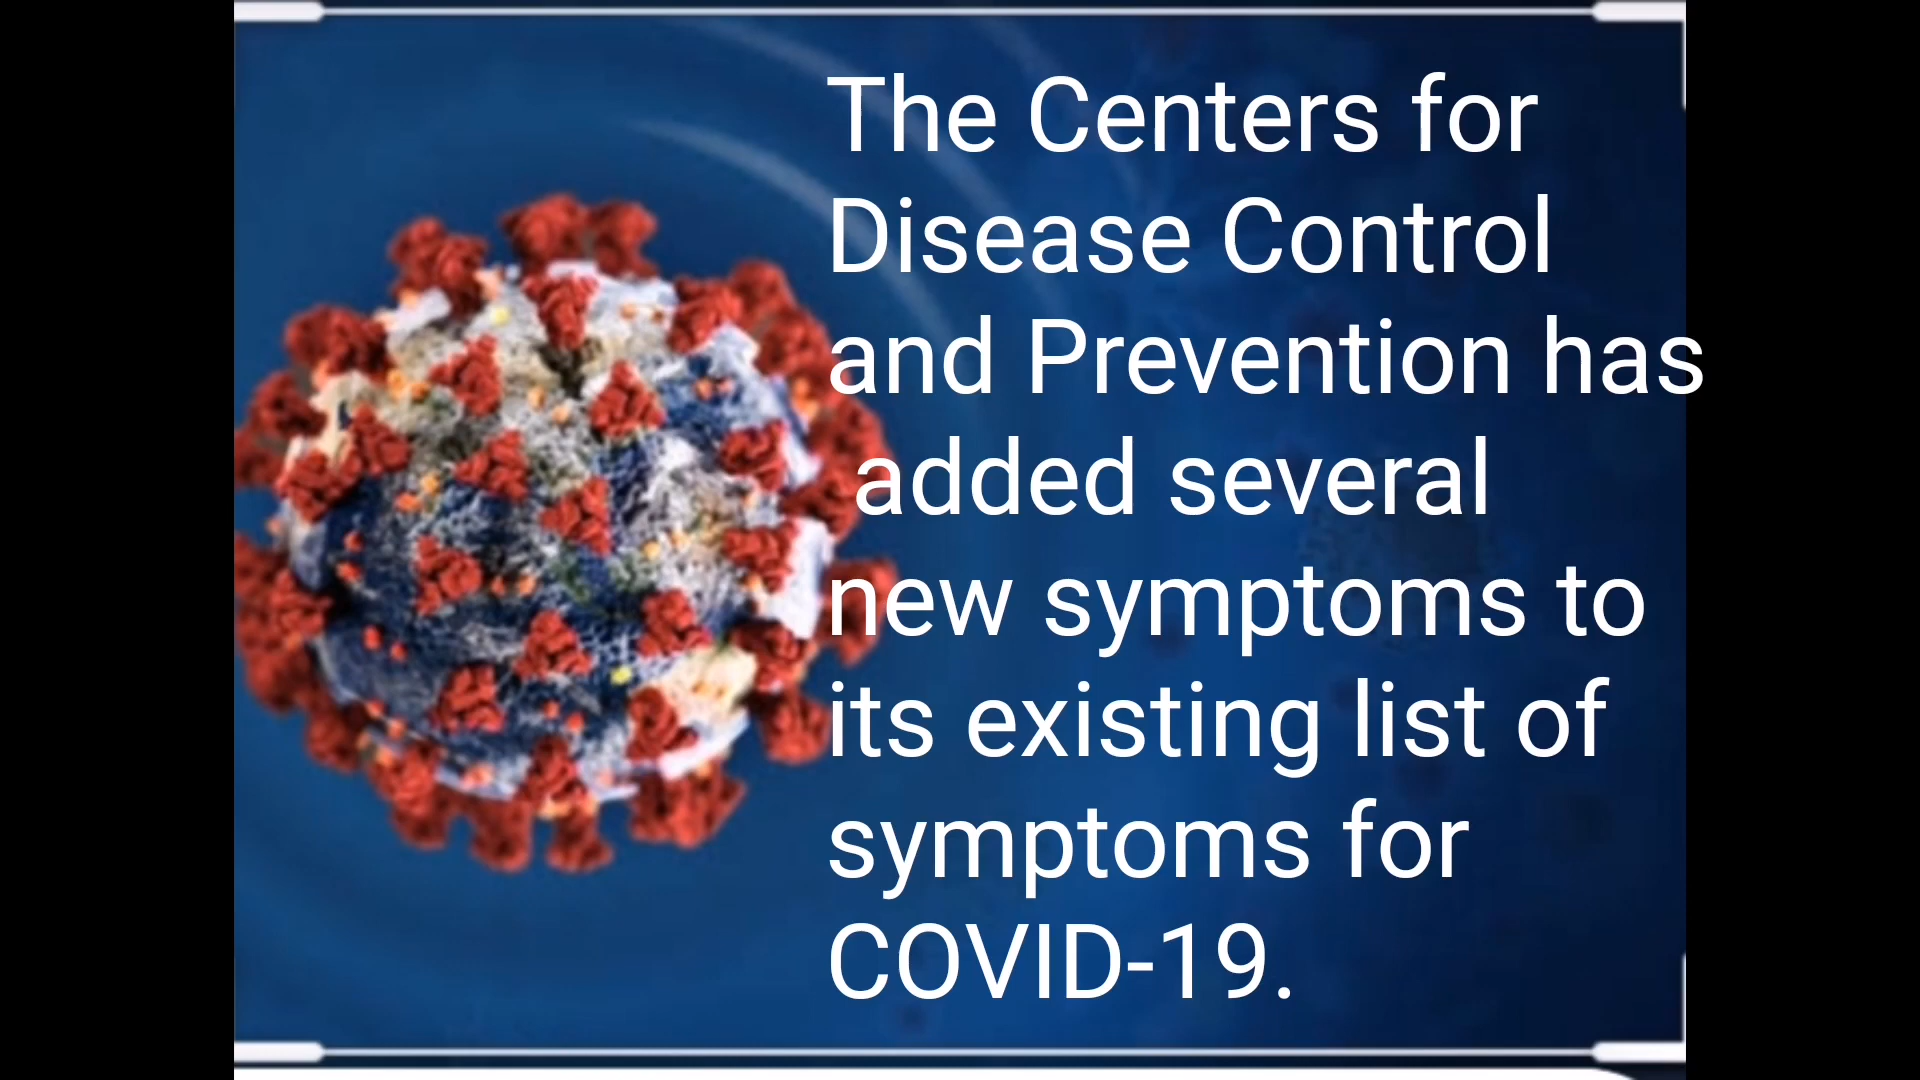 The Centers for
Disease Control
and Prevention has
added several
new symptoms to
its existing list of
symptoms for
COVID-19.